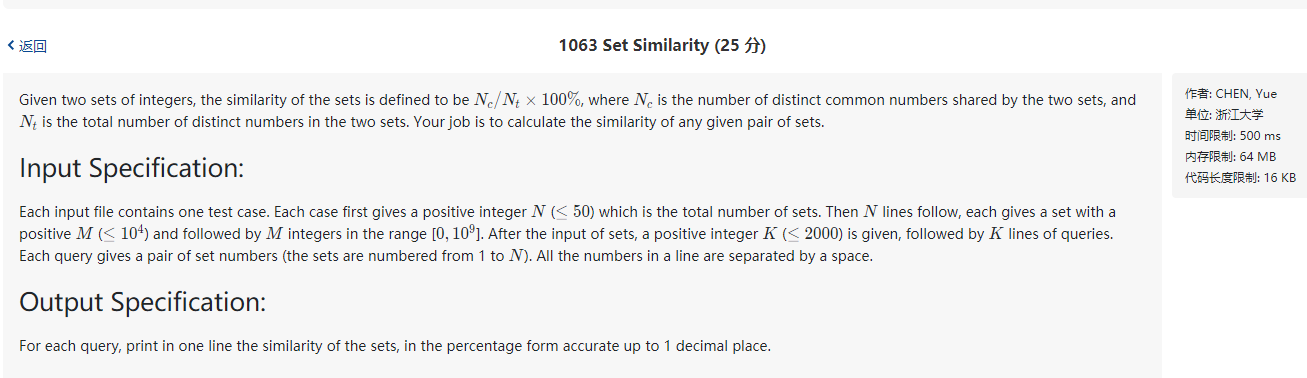 返回
1063 Set Similarity (25 分)
Given two sets of integers, the similarity of the sets is defined to be N_c/N_t × 100%, where N_c is the number of distinct common numbers shared by the two sets, and
N_t is the total number of distinct numbers in the two sets. Your job is to calculate the similarity of any given pair of sets.
Input Specification:
Each input file contains one test case. Each case first gives a positive integer N (≤ 50) which is the total number of sets. Then N lines follow, each gives a set with a
positive M (≤ 10^4) and followed by M integers in the range [0, 10^9]. After the input of sets, a positive integer K (≤ 2000) is given, followed by K lines of queries.
Each query gives a pair of set numbers (the sets are numbered from 1 to N). All the numbers in a line are separated by a space.
Output Specification:
For each query, print in one line the similarity of the sets, in the percentage form accurate up to 1 decimal place.
作者: CHEN, Yue
单位: 浙江大学
时间限制: 500 ms
内存限制: 64 MB
代码长度限制: 16 KB